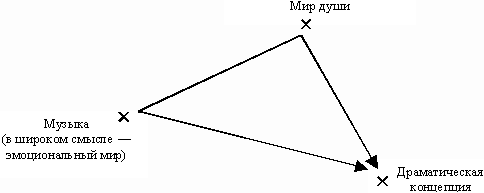 Мир души
Музыка
(в широком смысле —
эмоциональный мир)
Драматическая
концепция